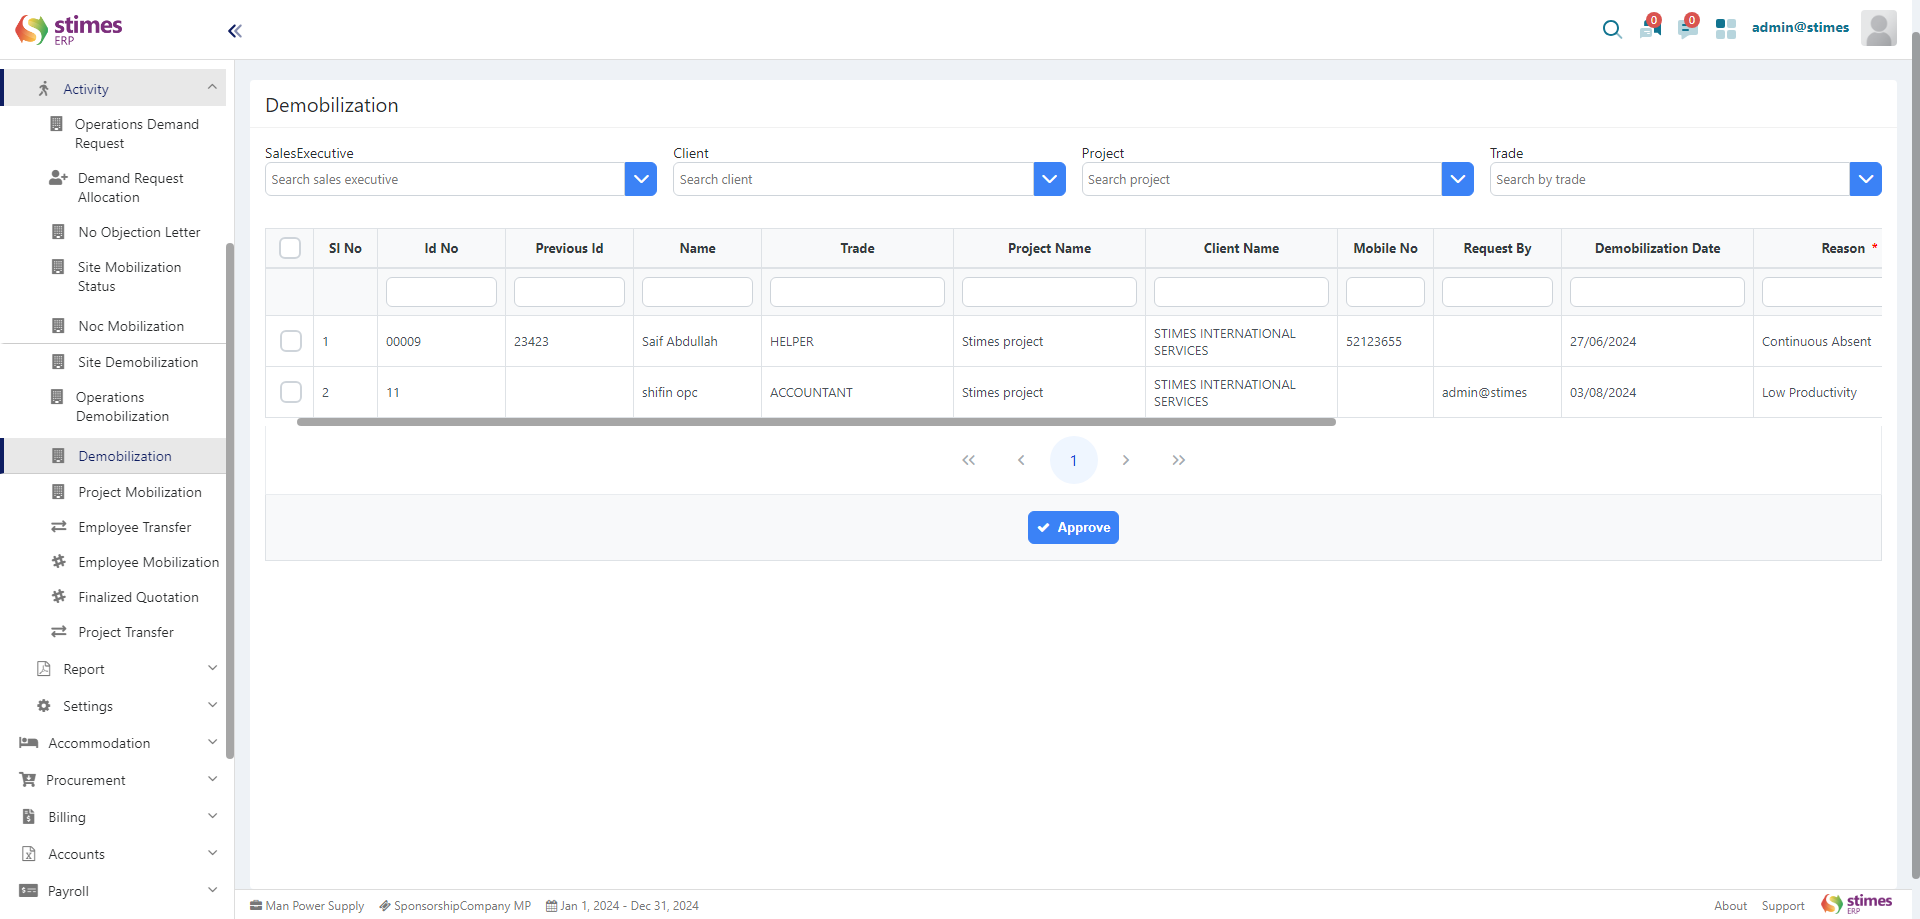 stimes
ERP
0
0
admin@stimes
Activity
Operations Demand
Request
Demand Request
Allocation
No Objection Letter
Site Mobilization
Status
Noc Mobilization
Site Demobilization
Operations
Demobilization
Demobilization
Project Mobilization
Employee Transfer
Employee Mobilization
Finalized Quotation
Project Transfer
Report
Settings
Accommodation
Procurement
Billing
Accounts
Payroll
Demobilization
SalesExecutive Client Project Trade
Search sales executive Search client Search project Search by trade
Sl No Id No Previous Id Name Trade Project Name Client Name Mobile No Request By Demobilization Date Reason *
1 00009 23423 Saif Abdullah HELPER Stimes project STIMES INTERNATIONAL SERVICES 52123655 27/06/2024 Continuous Absent
2 11 shifin opc ACCOUNTANT Stimes project STIMES INTERNATIONAL SERVICES admin@stimes 03/08/2024 Low Productivity
1
Approve
Man Power Supply SponsorshipCompany MP Jan 1, 2024 - Dec 31, 2024
About Support stimes
ERP